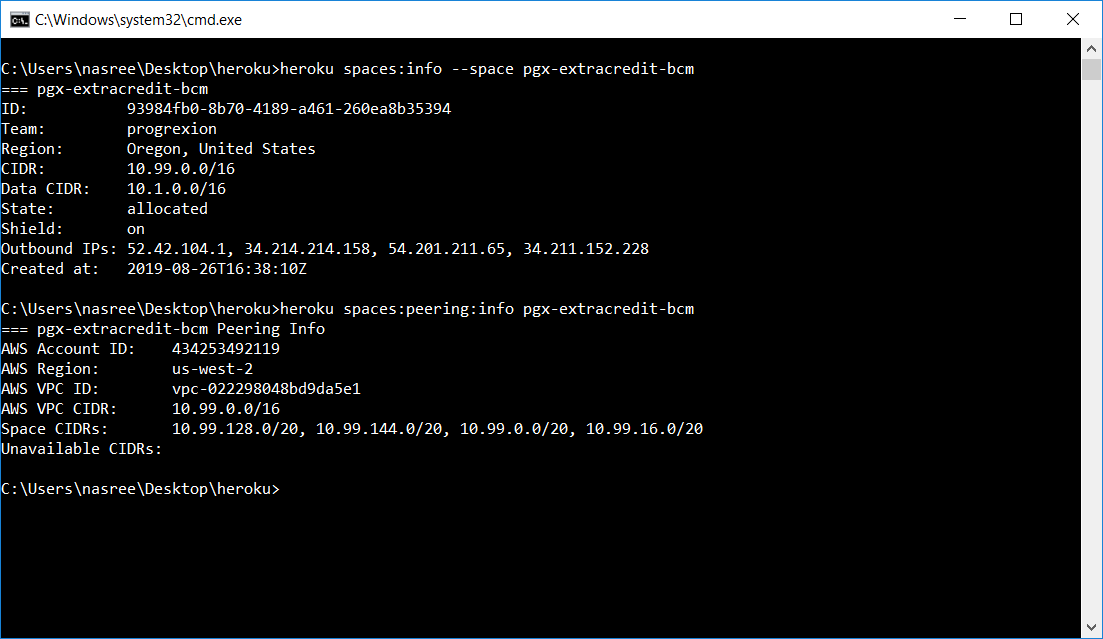 C:\Windows\system32\cmd.exe
C:\Users\nasree\Desktop\heroku>heroku spaces:info --space pgx-extracredit-bcm
=== pgx-extracredit-bcm
ID: 93984fb0-8b70-4189-a461-260ea8b35394
Team: progrexion
Region: Oregon, United States
CIDR: 10.99.0.0/16
Data CIDR: 10.1.0.0/16
State: allocated
Shield: on
Outbound IPs: 52.42.104.1, 34.214.214.158, 54.201.211.65, 34.211.152.228
Created at: 2019-08-26T16:38:10Z
C:\Users\nasree\Desktop\heroku>heroku spaces:peering:info pgx-extracredit-bcm
=== pgx-extracredit-bcm Peering Info
AWS Account ID: 434253492119
AWS Region: us-west-2
AWS VPC ID: vpc-022298048bd9da5e1
AWS VPC CIDR: 10.99.0.0/16
Space CIDRs: 10.99.128.0/20, 10.99.144.0/20, 10.99.0.0/20, 10.99.16.0/20
Unavailable CIDRs:
C:\Users\nasree\Desktop\heroku>